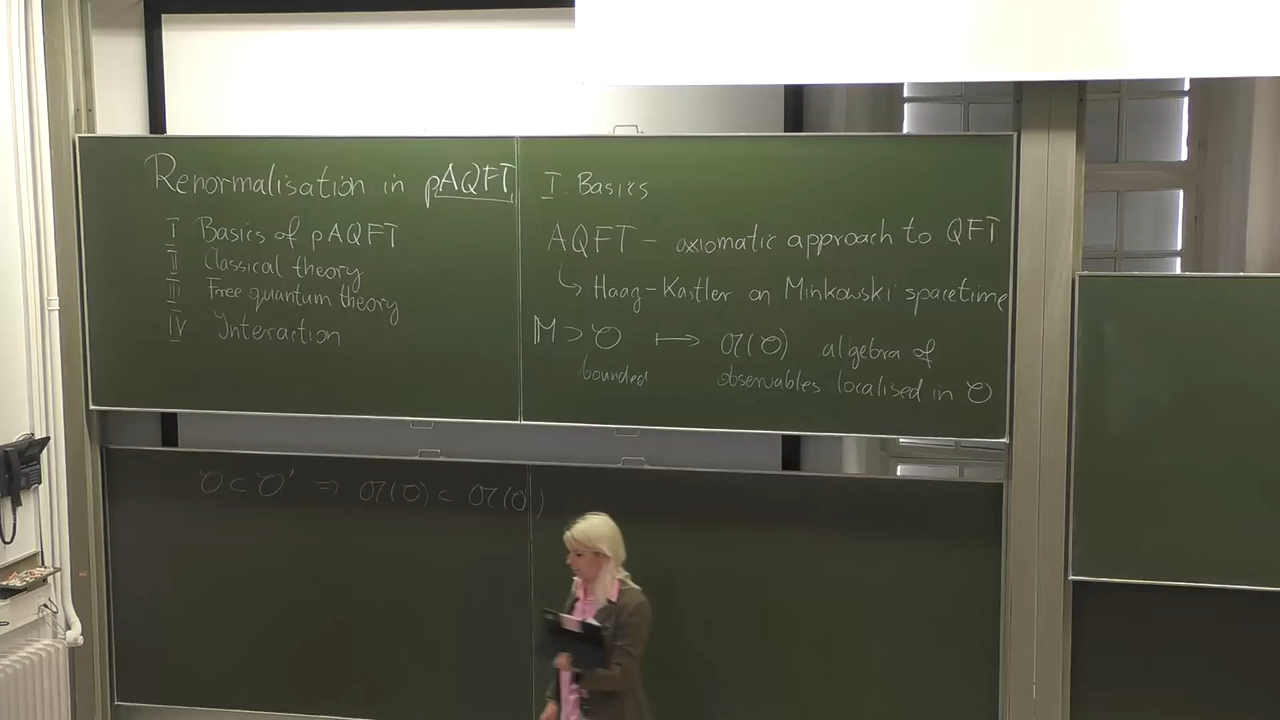 Renormalisation in pAQFT
I Basics of pAQFT
II Classical theory
III Free quantum theory
IV Interaction
I. Basics
AQFT – axiomatic approach to QFT
↳ Haag–Kastler on Minkowski spacetime
𝕄 ⊃ 𝒪 ⟼ 𝔄(𝒪) algebra of
bounded observables localised in 𝒪
𝒪 ⊂ 𝒪' ⇒ 𝔄(𝒪) ⊂ 𝔄(𝒪)